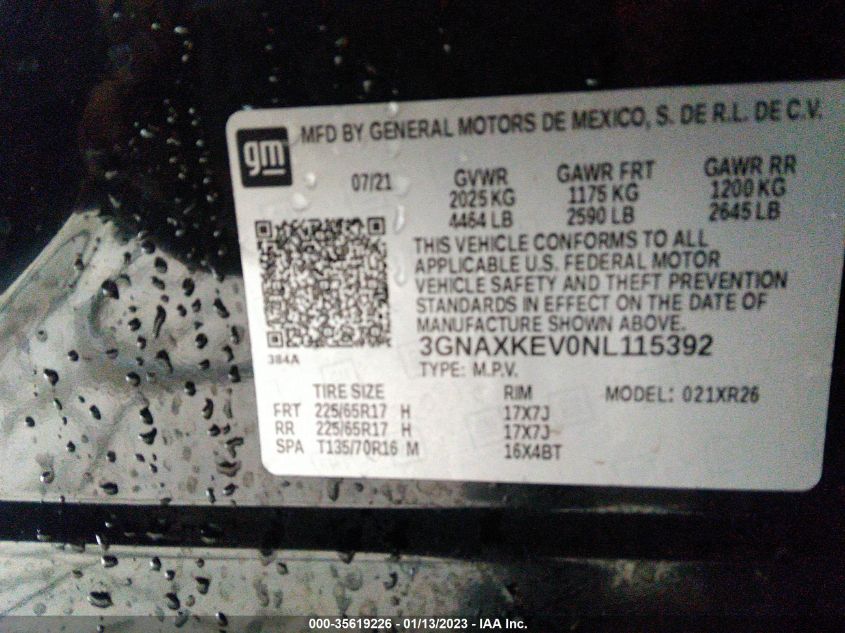 gm
MFD BY GENERAL MOTORS DE MEXICO, S. DE R.L. DE C.V.
07/21 GVWR GAWR FRT GAWR RR
2025 KG 1175 KG 1200 KG
4464 LB 2590 LB 2645 LB
THIS VEHICLE CONFORMS TO ALL
APPLICABLE U.S. FEDERAL MOTOR
VEHICLE SAFETY AND THEFT PREVENTION
STANDARDS IN EFFECT ON THE DATE OF
MANUFACTURE SHOWN ABOVE.
384A
3GNAXKEV0NL115392
TYPE: M.P.V.
TIRE SIZE RIM MODEL: 021XR26
FRT 225/65R17 H 17X7J
RR 225/65R17 H 17X7J
SPA T135/70R16 M 16X4BT
000-35619226 - 01/13/2023 - IAA Inc.